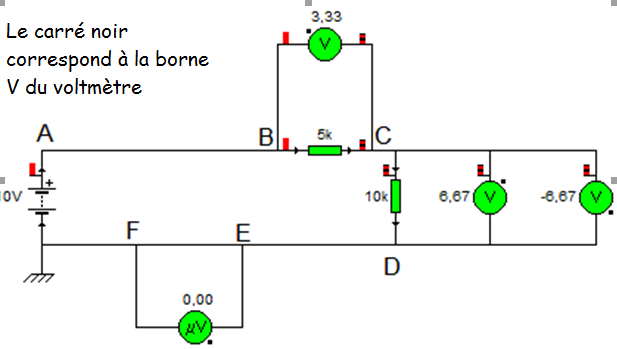 Le carré noir
correspond à la borne
V du voltmètre
3,33
V
A
B
5k
C
10V
+
10k
6,67
V
-6,67
V
F
E
D
0,00
µV